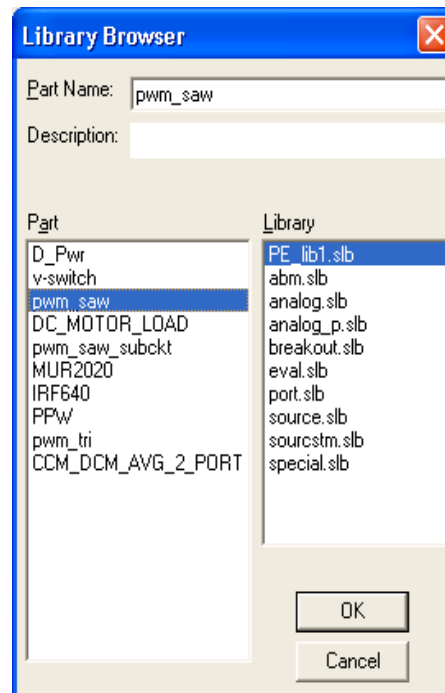 Library Browser
Part Name:
pwm_saw
Description:
Part
D_Pwr
v-switch
pwm_saw
DC_MOTOR_LOAD
pwm_saw_subckt
MUR2020
IRF640
PPW
pwm_tri
CCM_DCM_AVG_2_PORT
Library
PE_lib1.slb
abm.slb
analog.slb
analog_p.slb
breakout.slb
eval.slb
port.slb
source.slb
sourcstm.slb
special.slb
OK
Cancel